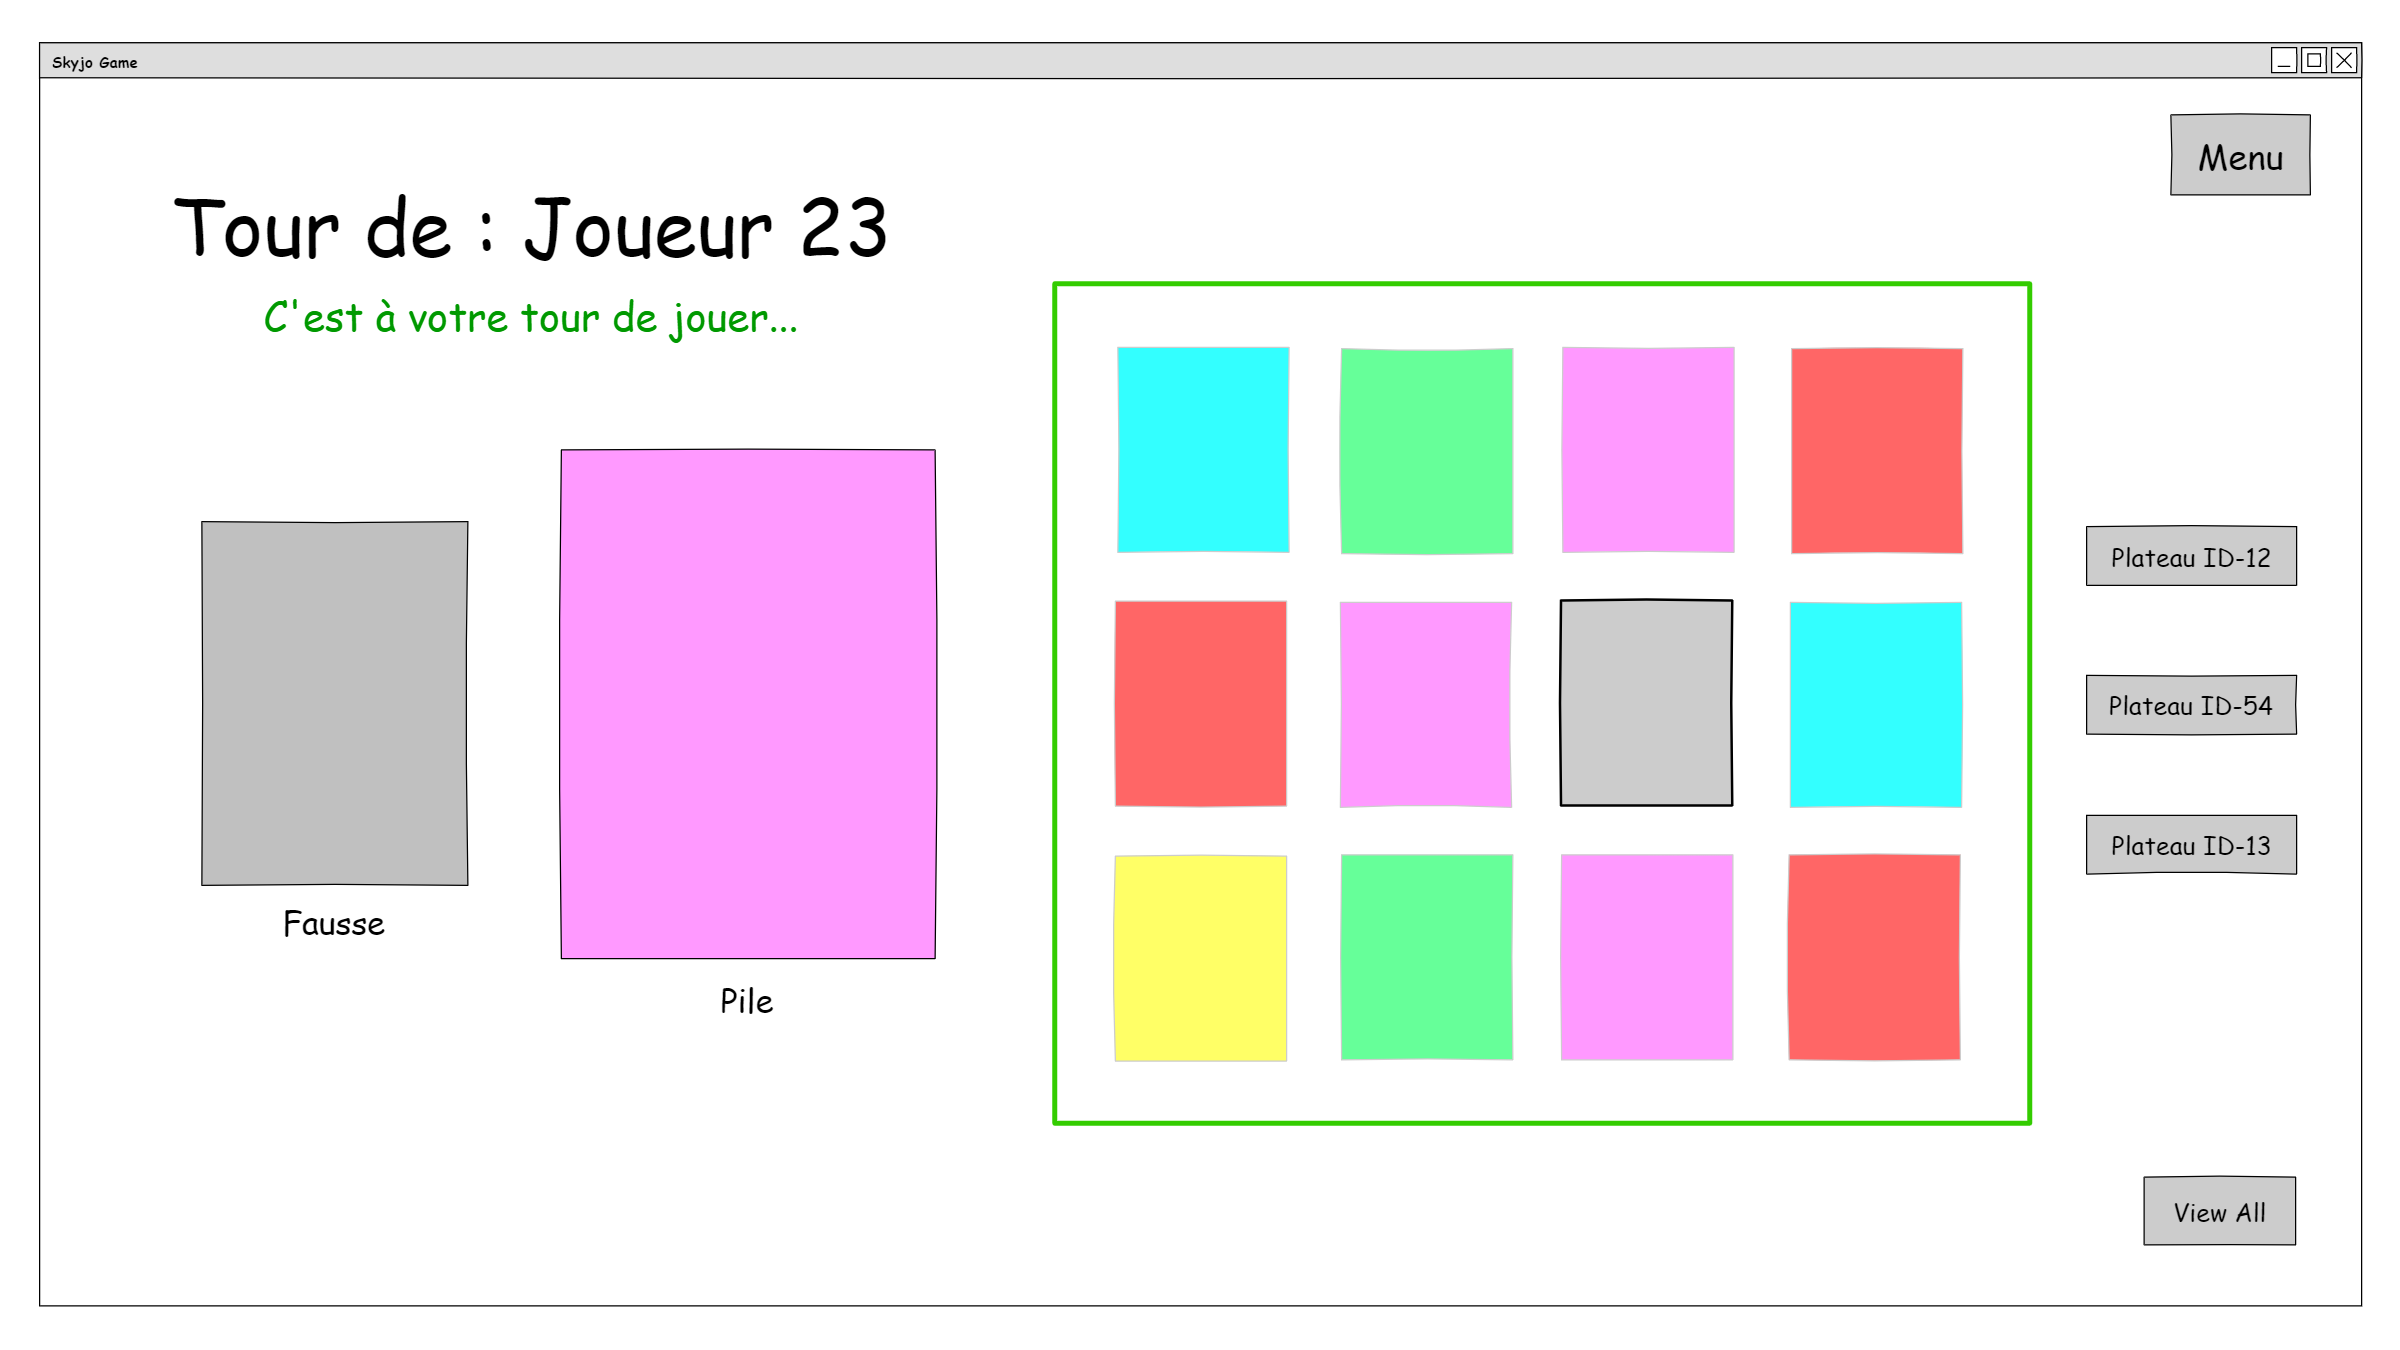 Skyjo Game
Menu
Tour de : Joueur 23
C'est à votre tour de jouer...
Fausse
Pile
Plateau ID-12
Plateau ID-54
Plateau ID-13
View All